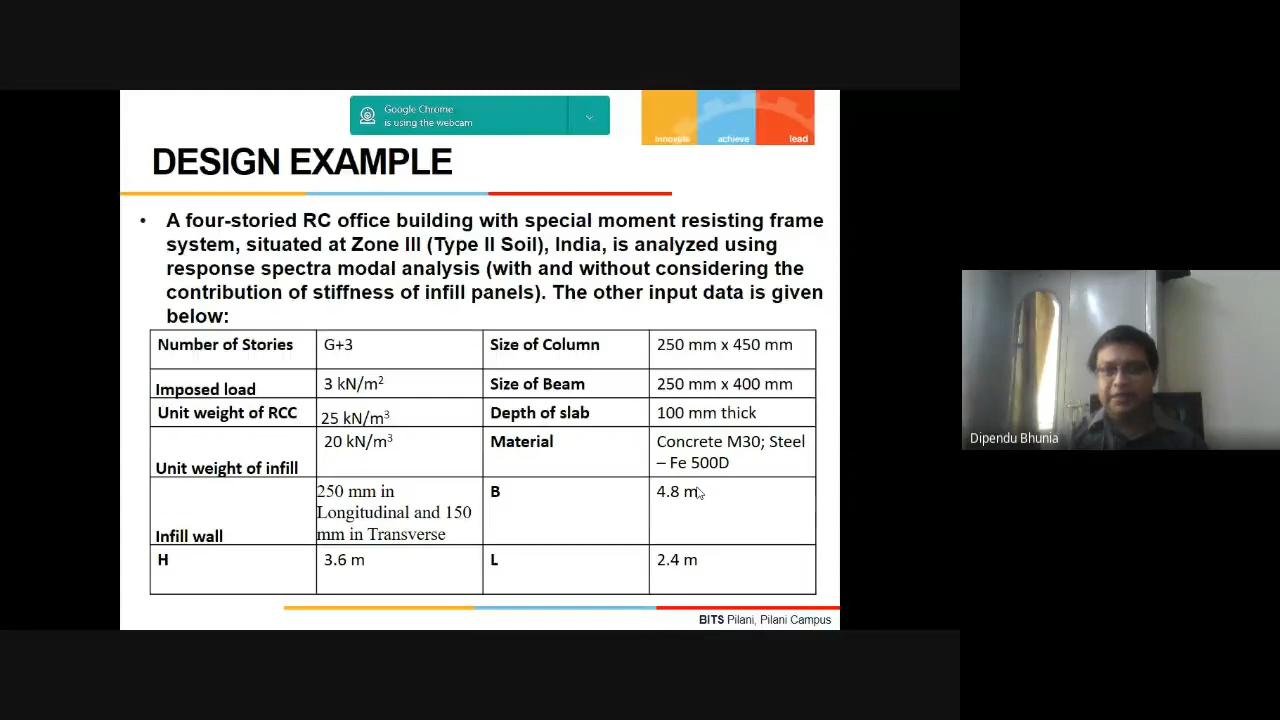 Google Chrome
is using the webcam
innovate achieve lead
DESIGN EXAMPLE
• A four-storied RC office building with special moment resisting frame
system, situated at Zone III (Type II Soil), India, is analyzed using
response spectra modal analysis (with and without considering the
contribution of stiffness of infill panels). The other input data is given
below:
Number of Stories G+3 Size of Column 250 mm x 450 mm
Imposed load 3 kN/m² Size of Beam 250 mm x 400 mm
Unit weight of RCC 25 kN/m³ Depth of slab 100 mm thick
Unit weight of infill 20 kN/m³ Material Concrete M30; Steel
– Fe 500D
Infill wall 250 mm in B 4.8 m
Longitudinal and 150
mm in Transverse
H 3.6 m L 2.4 m
BITS Pilani, Pilani Campus
Dipendu Bhunia